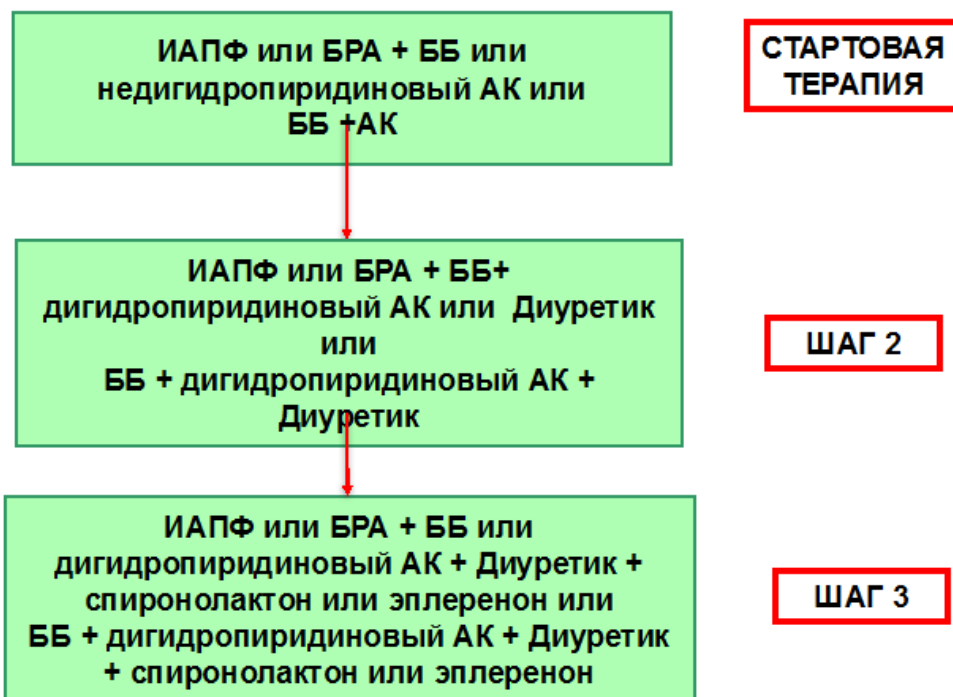 ИАПФ или БРА + ББ или
недигидропиридиновый АК или
ББ +АК
СТАРТОВАЯ
ТЕРАПИЯ
ИАПФ или БРА + ББ+
дигидропиридиновый АК или Диуретик
или
ББ + дигидропиридиновый АК +
Диуретик
ШАГ 2
ИАПФ или БРА + ББ или
дигидропиридиновый АК + Диуретик +
спиронолактон или эплеренон или
ББ + дигидропиридиновый АК + Диуретик
+ спиронолактон или эплеренон
ШАГ 3